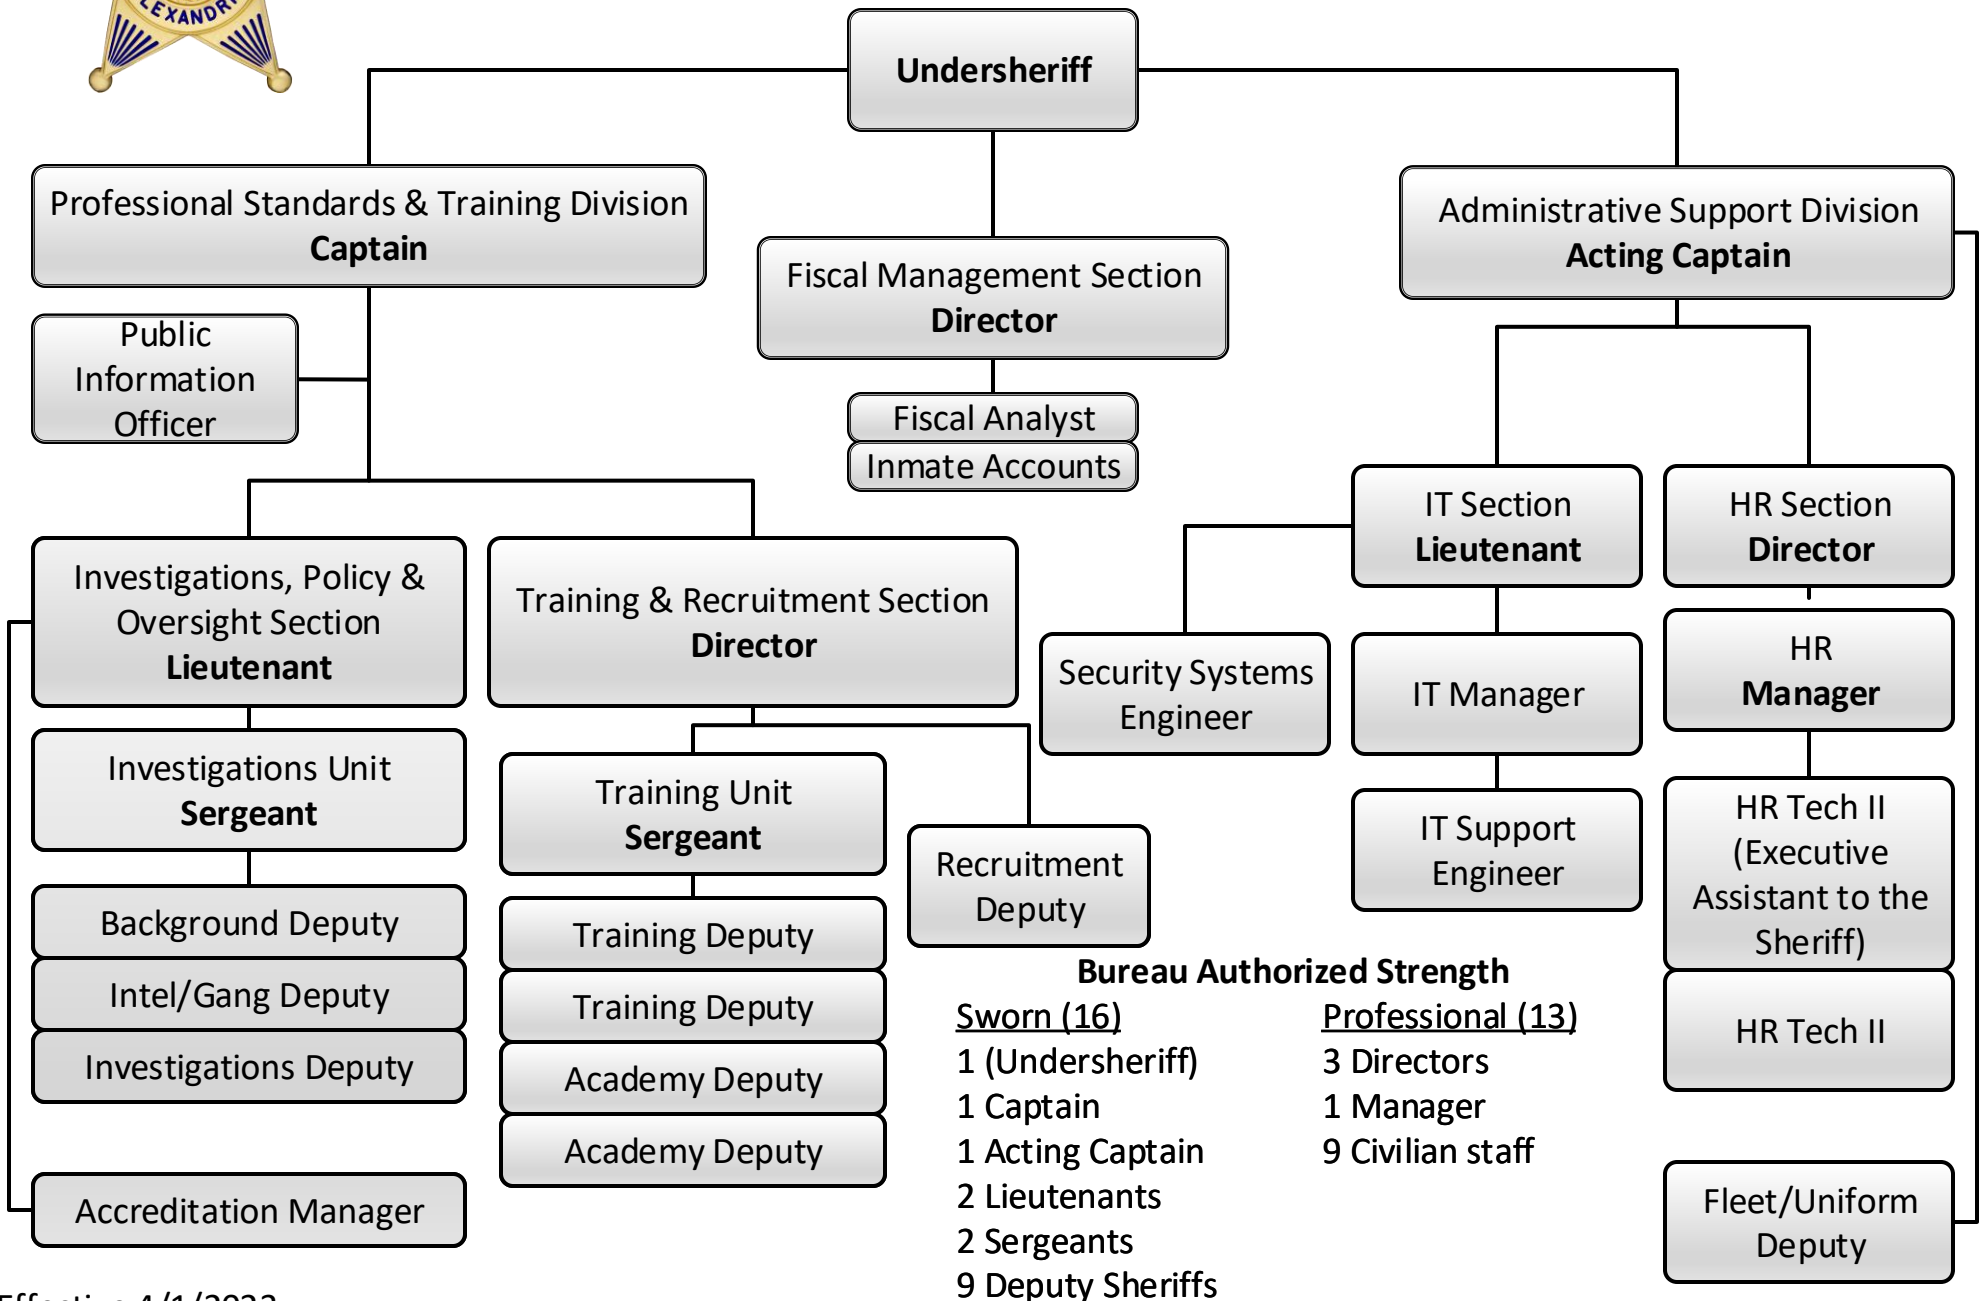 Undersheriff
Professional Standards & Training Division
Captain
Fiscal Management Section
Director
Administrative Support Division
Acting Captain
Public
Information
Officer
Fiscal Analyst
Inmate Accounts
IT Section
Lieutenant
HR Section
Director
Investigations, Policy &
Oversight Section
Lieutenant
Training & Recruitment Section
Director
Security Systems
Engineer
IT Manager
HR
Manager
Investigations Unit
Sergeant
Training Unit
Sergeant
Recruitment
Deputy
IT Support
Engineer
HR Tech II
(Executive
Assistant to the
Sheriff)
HR Tech II
Background Deputy
Intel/Gang Deputy
Investigations Deputy
Training Deputy
Training Deputy
Academy Deputy
Academy Deputy
Accreditation Manager
Fleet/Uniform
Deputy
Bureau Authorized Strength
Sworn (16)
1 (Undersheriff)
1 Captain
1 Acting Captain
2 Lieutenants
2 Sergeants
9 Deputy Sheriffs
Professional (13)
3 Directors
1 Manager
9 Civilian staff